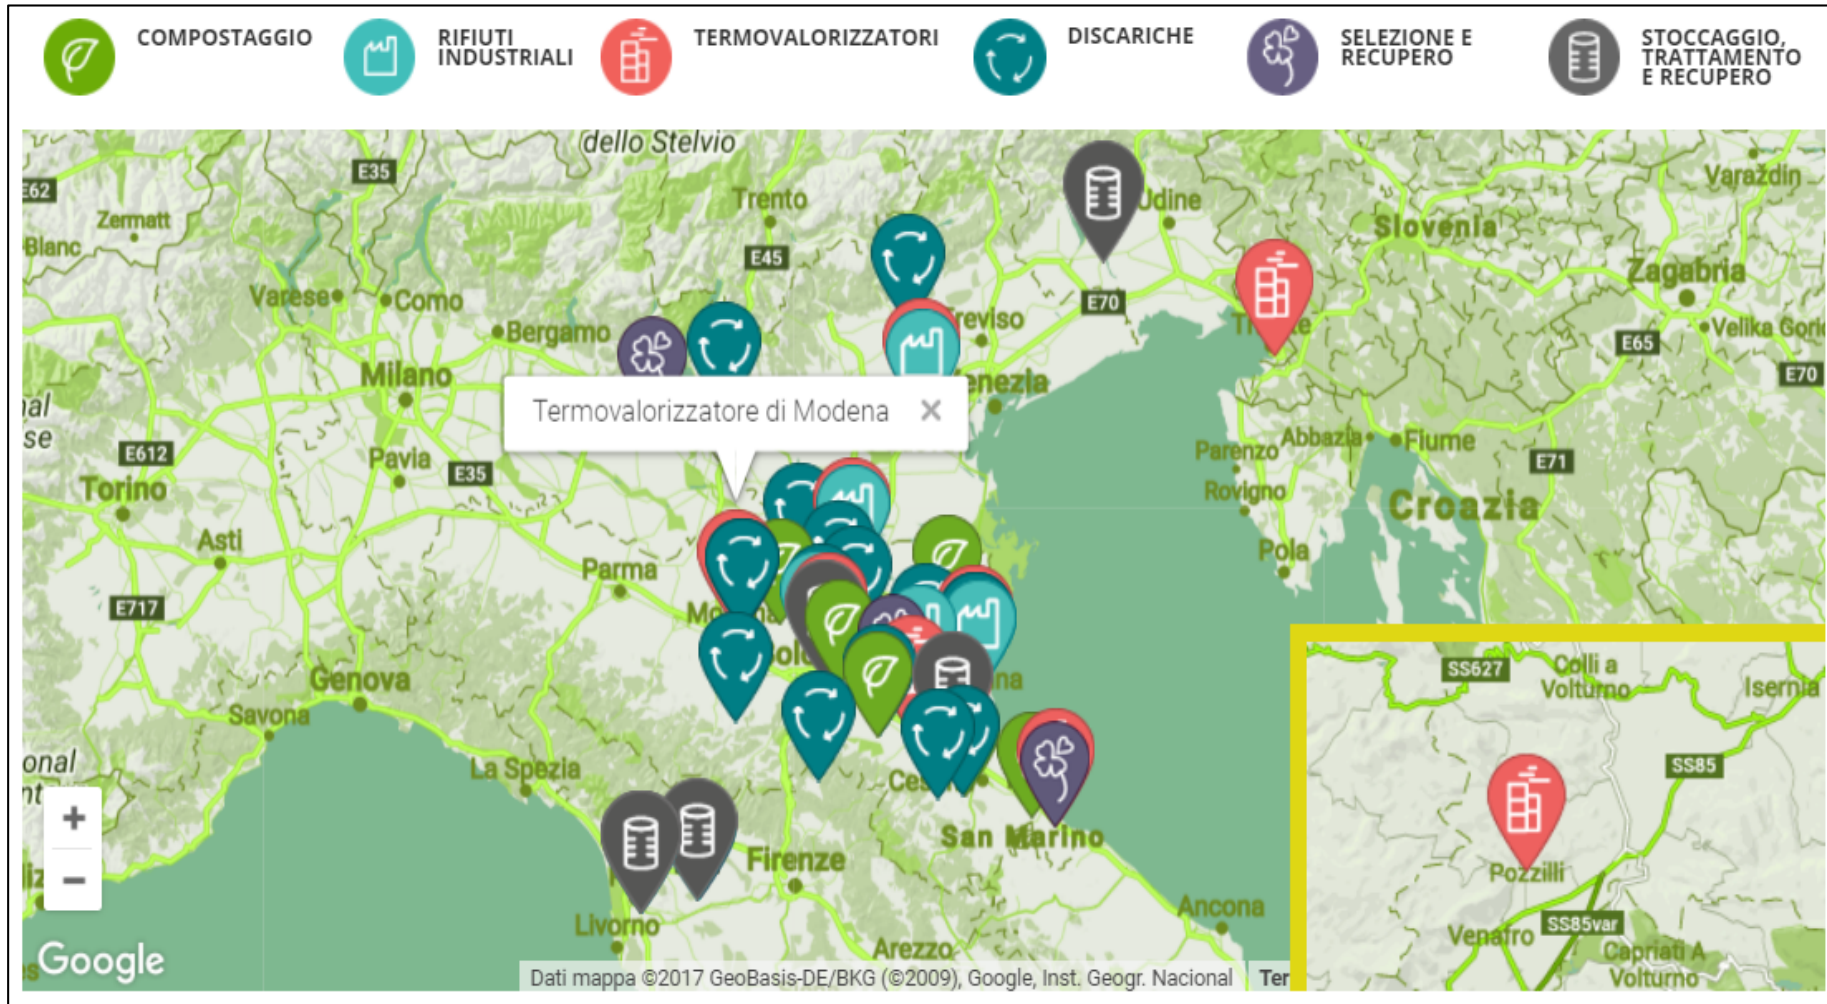 COMPOSTAGGIO
RIFIUTI
INDUSTRIALI
TERMOVALORIZZATORI
DISCARICHE
SELEZIONE E
RECUPERO
STOCCAGGIO,
TRATTAMENTO
E RECUPERO
dello Stelvio
E35
E62
Zermatt
Blanc
Trento
E45
Udine
Varaždin
Slovenia
Zagabria
Varese
Como
Bergamo
Treviso
E70
Velika Goric
E65
E70
Milano
Venezia
Termovalorizzatore di Modena ×
E612
Pavia
E35
Torino
Asti
Parma
E717
Abbazia
Fiume
Parenzo
E71
Rovigno
Croazia
Pola
Genova
Savona
La Spezia
San Marino
Firenze
Livorno
Arezzo
Ancona
+
−
Google
Dati mappa ©2017 GeoBasis-DE/BKG (©2009), Google, Inst. Geogr. Nacional
Ter
SS627
Colli a
Volturno
Isernia
SS85
Pozzilli
Venafro
SS85var
Capriati A
Volturno